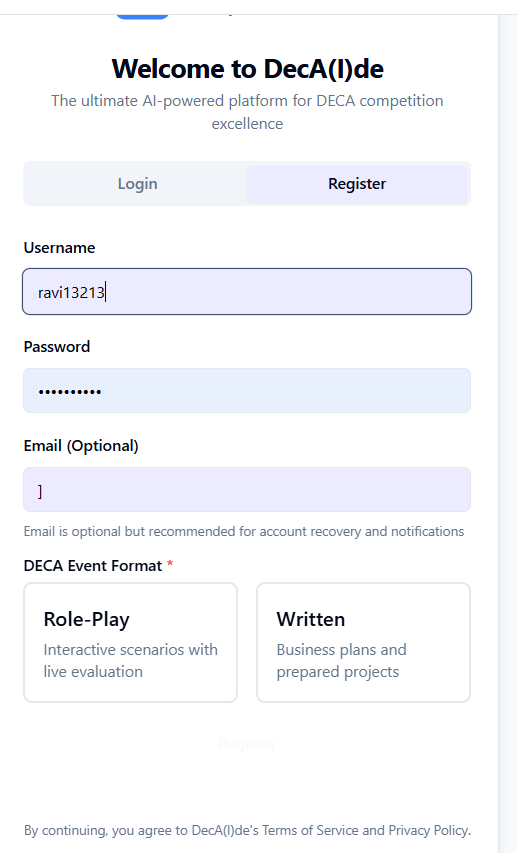 Welcome to DecA(I)de
The ultimate AI-powered platform for DECA competition
excellence
Login
Register
Username
ravi13213
Password
••••••••••
Email (Optional)
]
Email is optional but recommended for account recovery and notifications
DECA Event Format *
Role-Play
Written
Interactive scenarios with
live evaluation
Business plans and
prepared projects
Register
By continuing, you agree to DecA(I)de's Terms of Service and Privacy Policy.